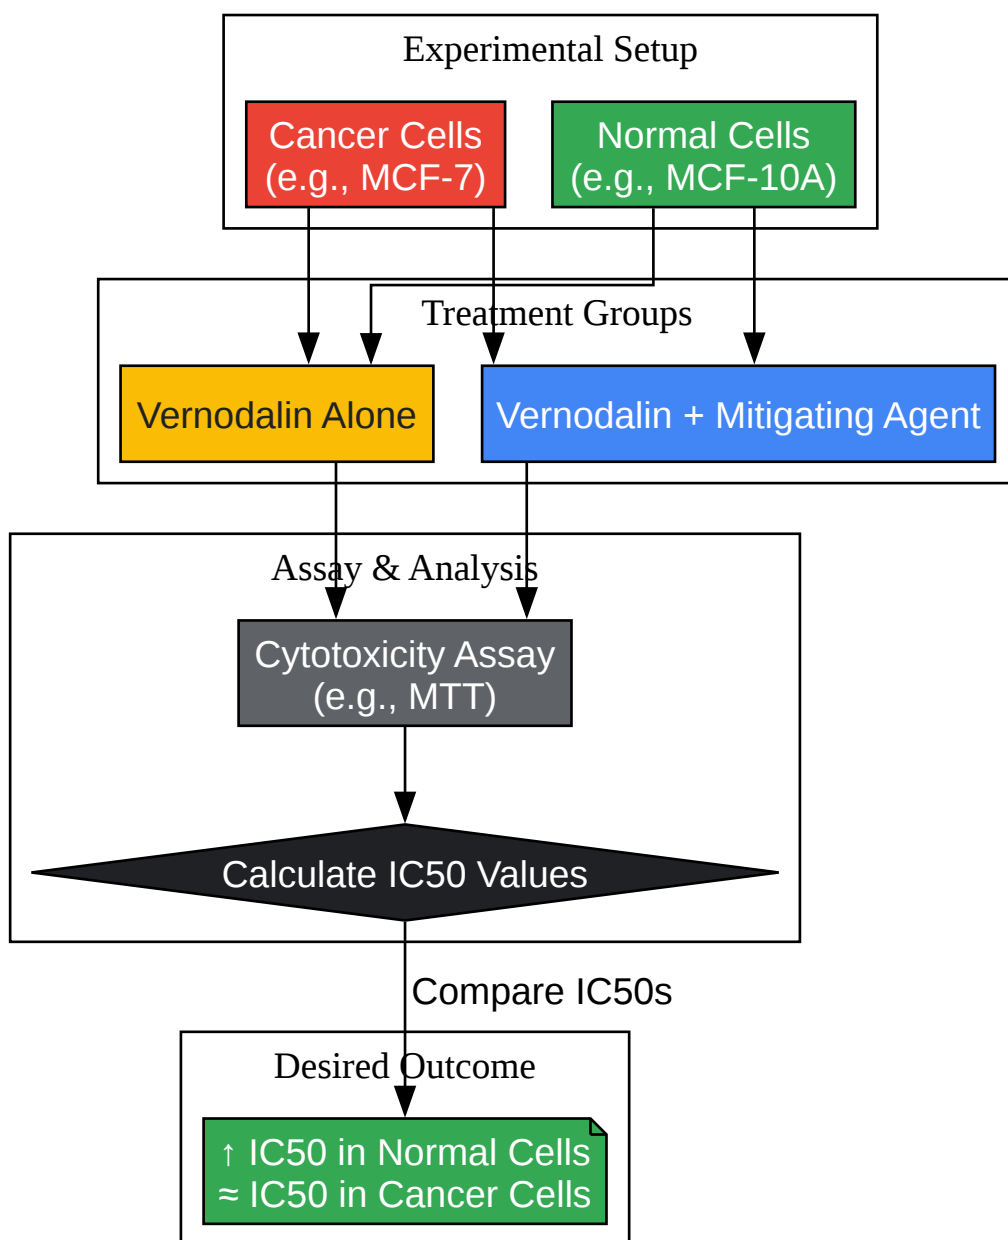 Experimental Setup
Cancer Cells
(e.g., MCF-7)
Normal Cells
(e.g., MCF-10A)
Treatment Groups
Vernodalin Alone
Vernodalin + Mitigating Agent
Assay & Analysis
Cytotoxicity Assay
(e.g., MTT)
Calculate IC50 Values
Compare IC50s
Desired Outcome
↑ IC50 in Normal Cells
≈ IC50 in Cancer Cells